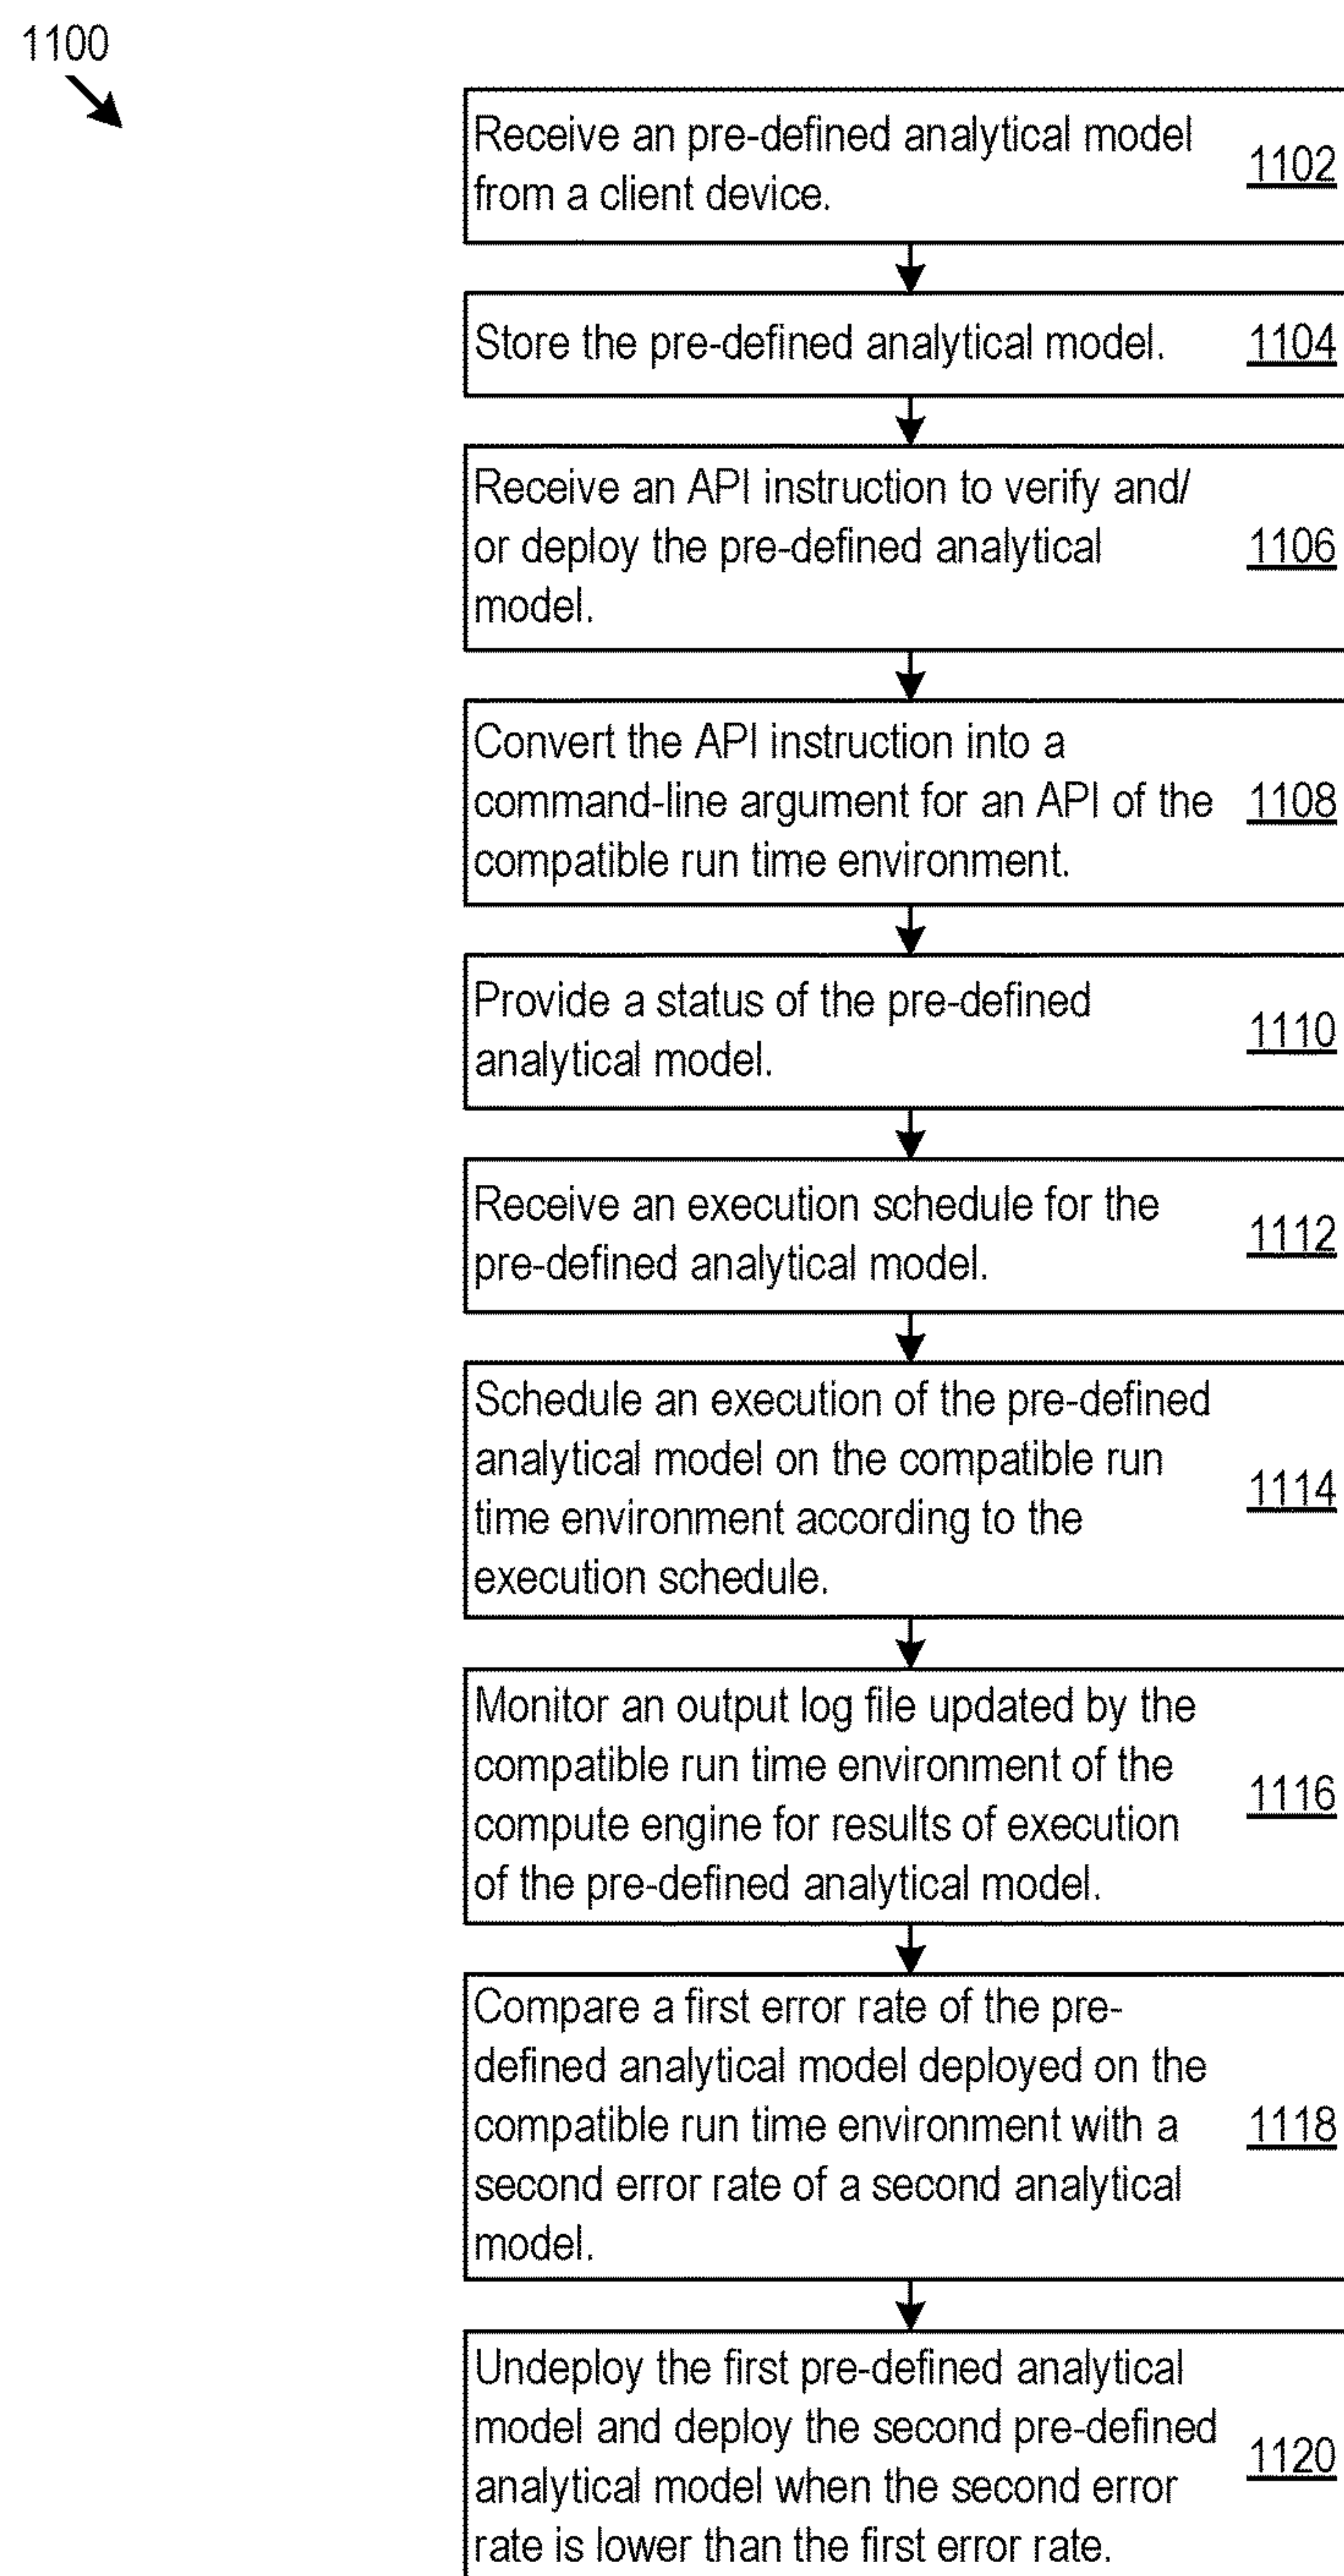 1100
Receive an pre-defined analytical model
from a client device.
1102
Store the pre-defined analytical model.
1104
Receive an API instruction to verify and/
or deploy the pre-defined analytical
model.
1106
Convert the API instruction into a
command-line argument for an API of the
compatible run time environment.
1108
Provide a status of the pre-defined
analytical model.
1110
Receive an execution schedule for the
pre-defined analytical model.
1112
Schedule an execution of the pre-defined
analytical model on the compatible run
time environment according to the
execution schedule.
1114
Monitor an output log file updated by the
compatible run time environment of the
compute engine for results of execution
of the pre-defined analytical model.
1116
Compare a first error rate of the pre-
defined analytical model deployed on the
compatible run time environment with a
second error rate of a second analytical
model.
1118
Undeploy the first pre-defined analytical
model and deploy the second pre-defined
analytical model when the second error
rate is lower than the first error rate.
1120